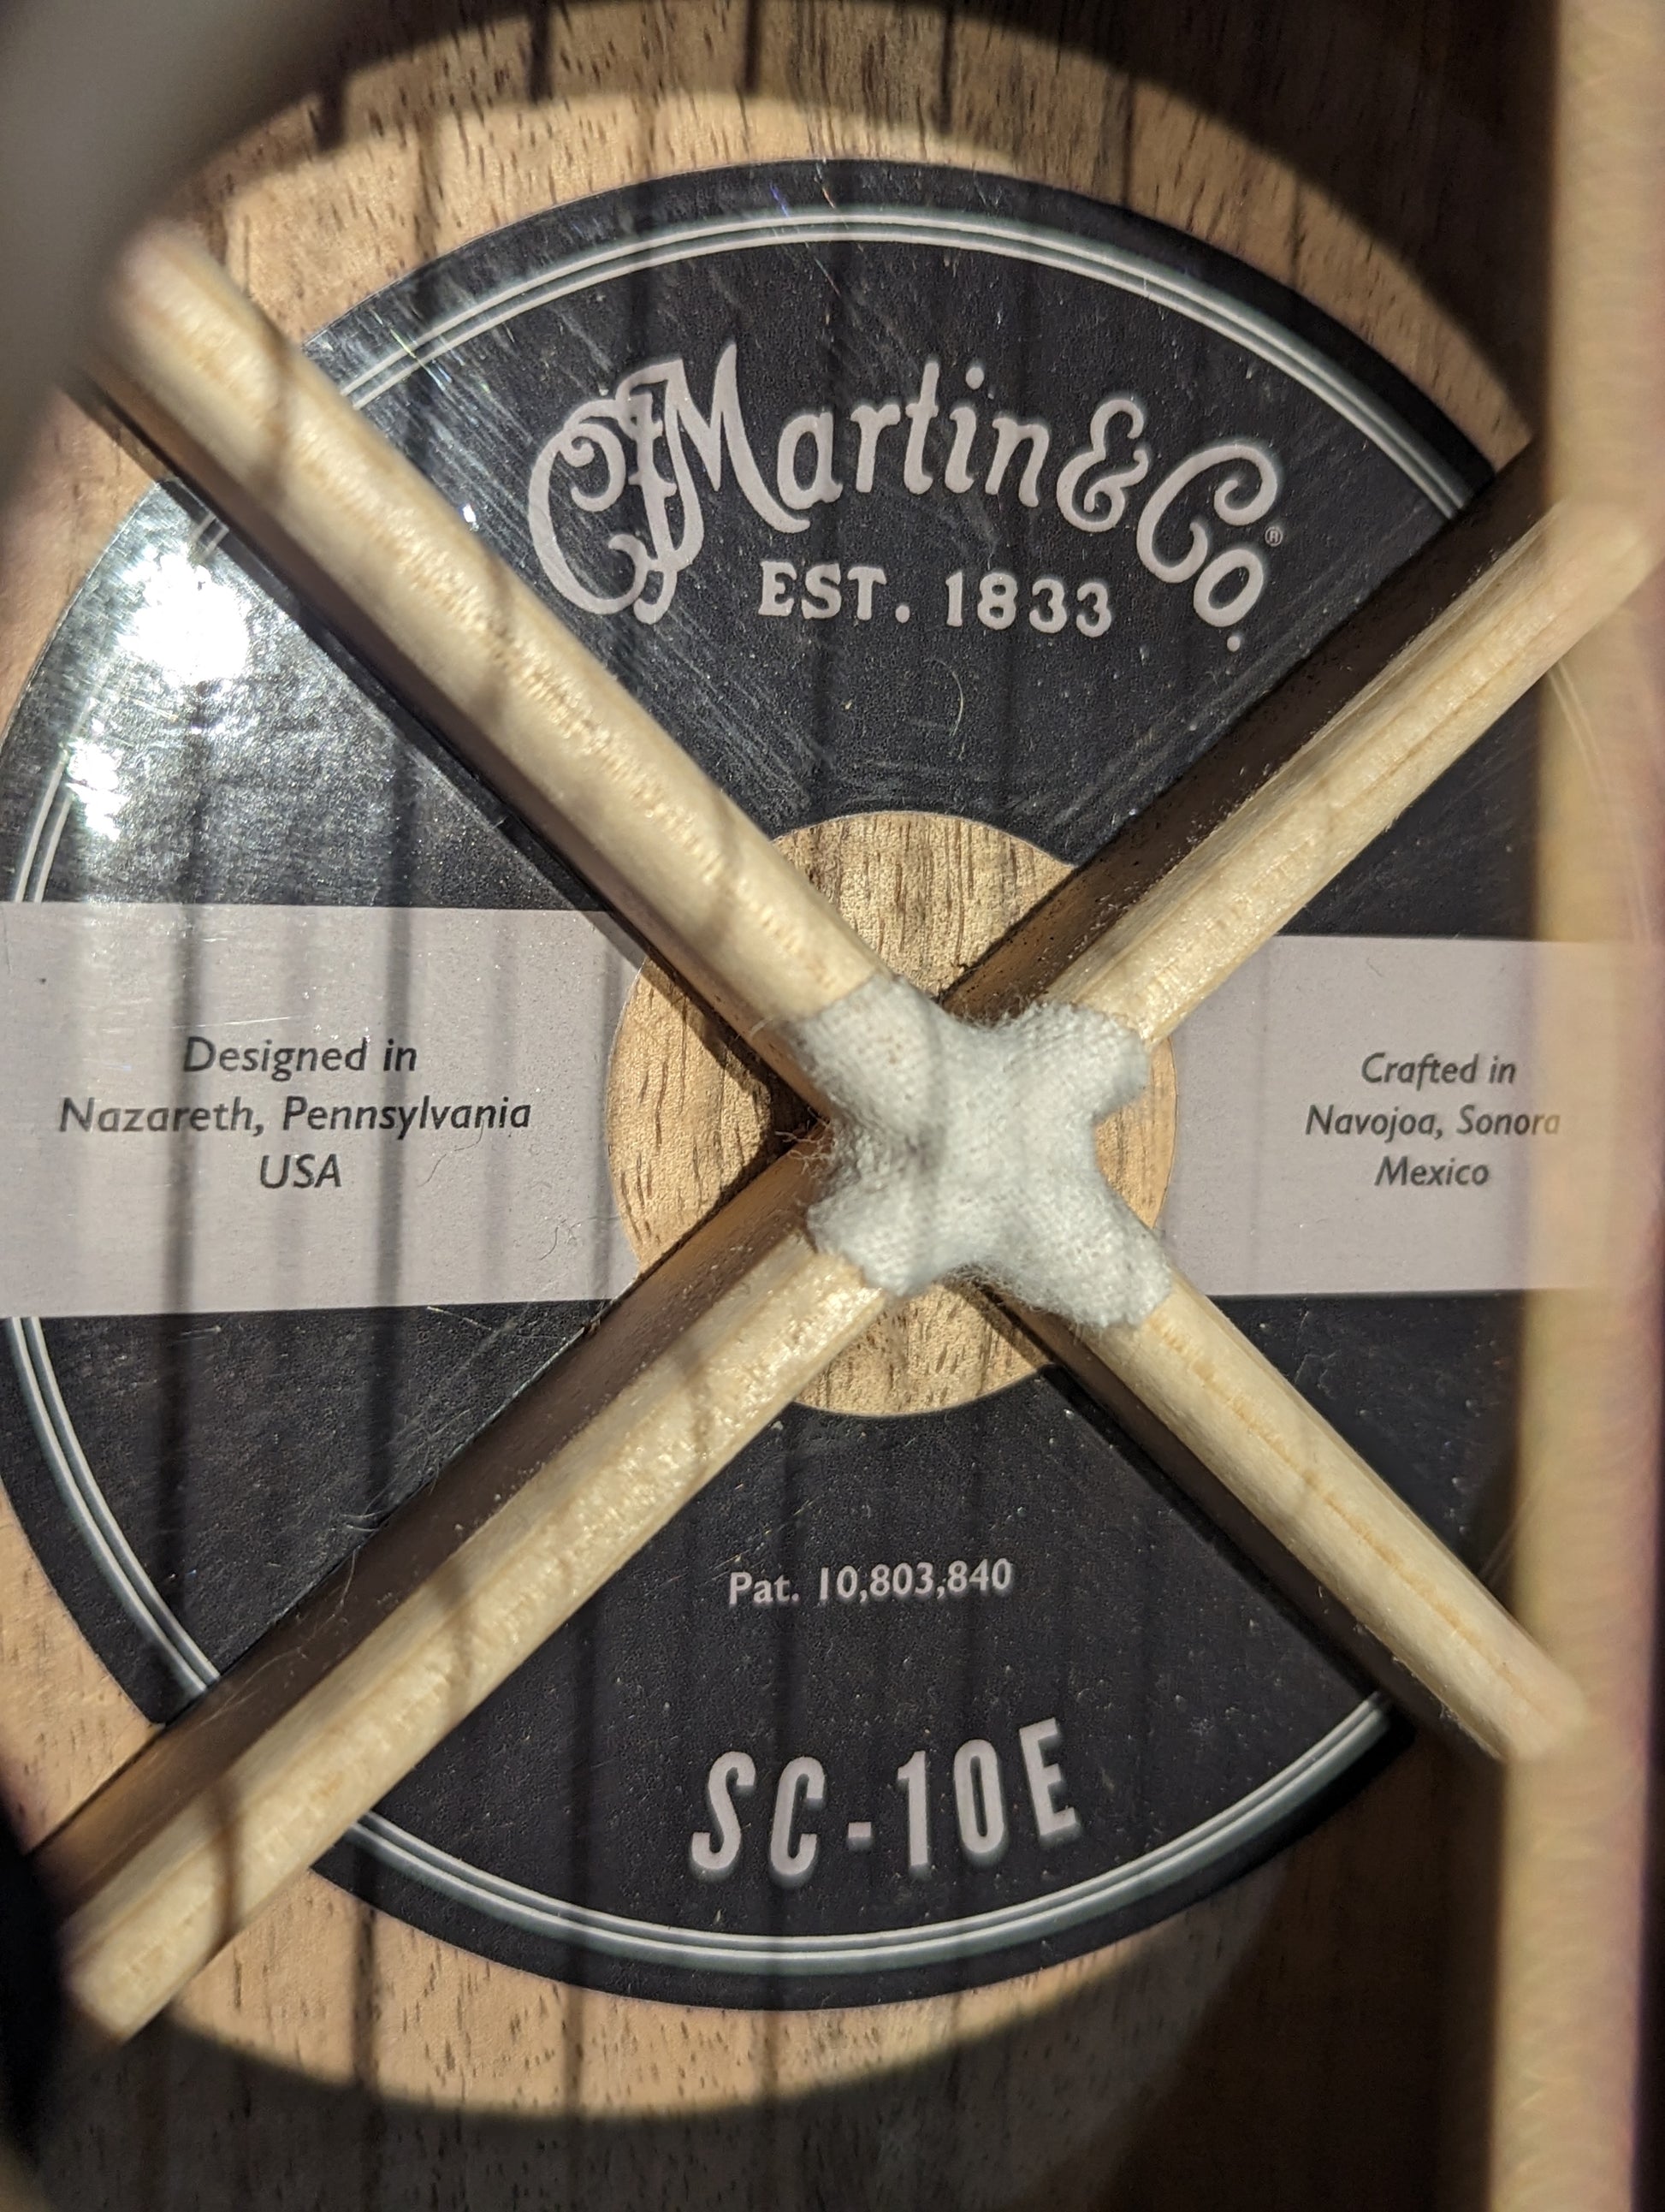 CFMartin & Co.®
EST. 1833
Designed in
Nazareth, Pennsylvania
USA
Crafted in
Navojoa, Sonora
Mexico
Pat. 10,803,840
SC-10E